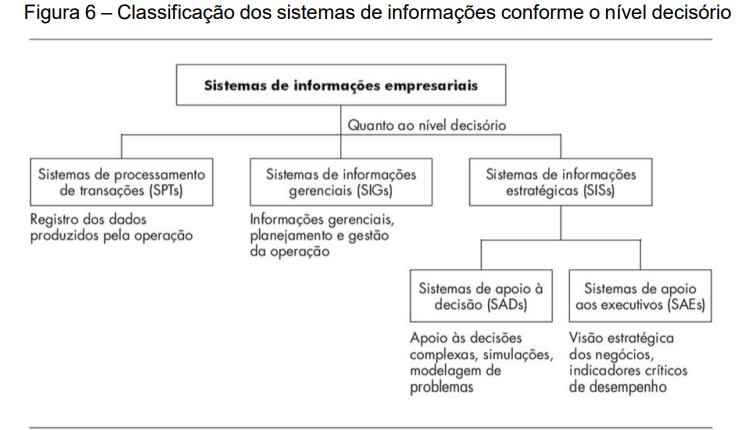 Figura 6 – Classificação dos sistemas de informações conforme o nível decisório
Sistemas de informações empresariais
Quanto ao nível decisório
Sistemas de processamento
de transações (SPTs)
Registro dos dados
produzidos pela operação
Sistemas de informações
gerenciais (SIGs)
Informações gerenciais,
planejamento e gestão
da operação
Sistemas de informações
estratégicas (SISs)
Sistemas de apoio à
decisão (SADs)
Apoio às decisões
complexas, simulações,
modelagem de
problemas
Sistemas de apoio
aos executivos (SAEs)
Visão estratégica
dos negócios,
indicadores críticos
de desempenho